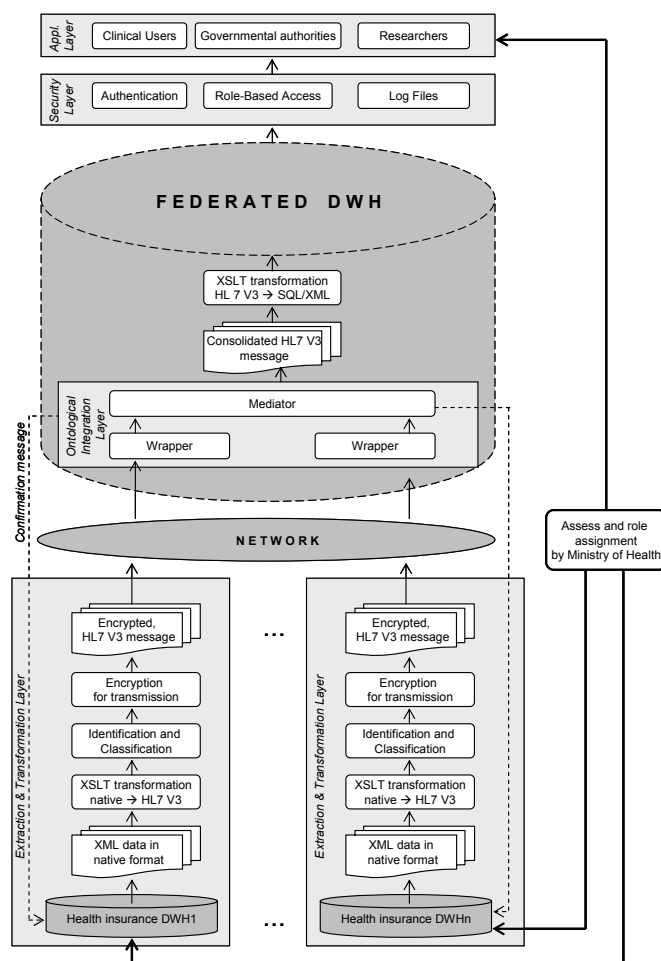 Appl.
Layer
Clinical Users
Governmental authorities
Researchers
Security
Layer
Authentication
Role-Based Access
Log Files
FEDERATED DWH
XSLT transformation
HL 7 V3 → SQL/XML
Consolidated HL7 V3
message
Ontological
Integration
Layer
Mediator
Wrapper
Wrapper
Confirmation message
NETWORK
Assess and role
assignment
by Ministry of Health
Extraction & Transformation Layer
Encrypted,
HL7 V3 message
Encryption
for transmission
Identification and
Classification
XSLT transformation
native → HL7 V3
XML data in
native format
Health insurance DWH1
...
...
Extraction & Transformation Layer
Encrypted,
HL7 V3 message
Encryption
for transmission
Identification and
Classification
XSLT transformation
native → HL7 V3
XML data in
native format
Health insurance DWHn